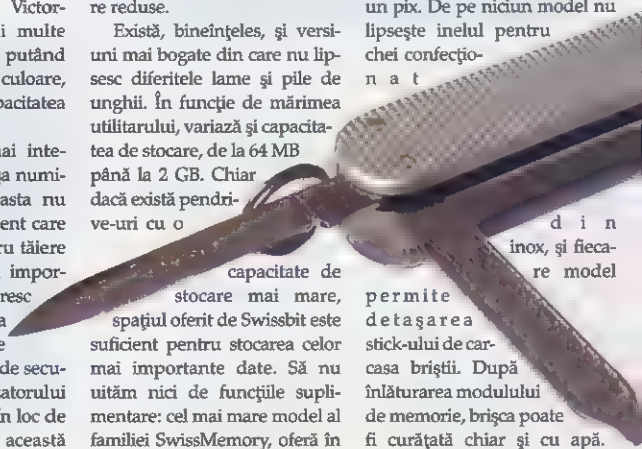 Victor-
i multe
putând
culoare,
pacitatea
ai inte-
șa numi-
asta nu
ent care
ru tăiere
impor-
resc
a
e
de secu-
zatorului
în loc de
această
re reduse.
Există, bineînțeles, și versi-
uni mai bogate din care nu lip-
sesc diferitele lame și pile de
unghii. În funcție de mărimea
utilitarului, variază și capacita-
tea de stocare, de la 64 MB
până la 2 GB. Chiar
dacă există pendri-
ve-uri cu o
capacitate de
stocare mai mare,
spațiul oferit de Swissbit este
suficient pentru stocarea celor
mai importante date. Să nu
uităm nici de funcțiile supli-
mentare: cel mai mare model al
familiei SwissMemory, oferă în
un pix. De pe niciun model nu
lipsește inelul pentru
chei confecțio-
n a t
d i n
inox, și fieca-
re model
permite
detașarea
stick-ului de car-
casa briștii. După
înlăturarea modulului
de memorie, brișca poate
fi curățată chiar și cu apă.